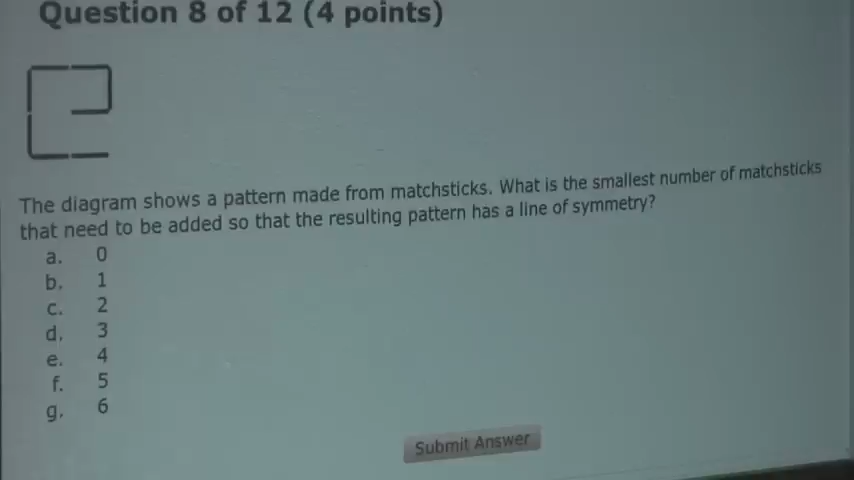 Question 8 of 12 (4 points)
The diagram shows a pattern made from matchsticks. What is the smallest number of matchsticks
that need to be added so that the resulting pattern has a line of symmetry?
a. 0
b. 1
c. 2
d. 3
e. 4
f. 5
g. 6
Submit Answer